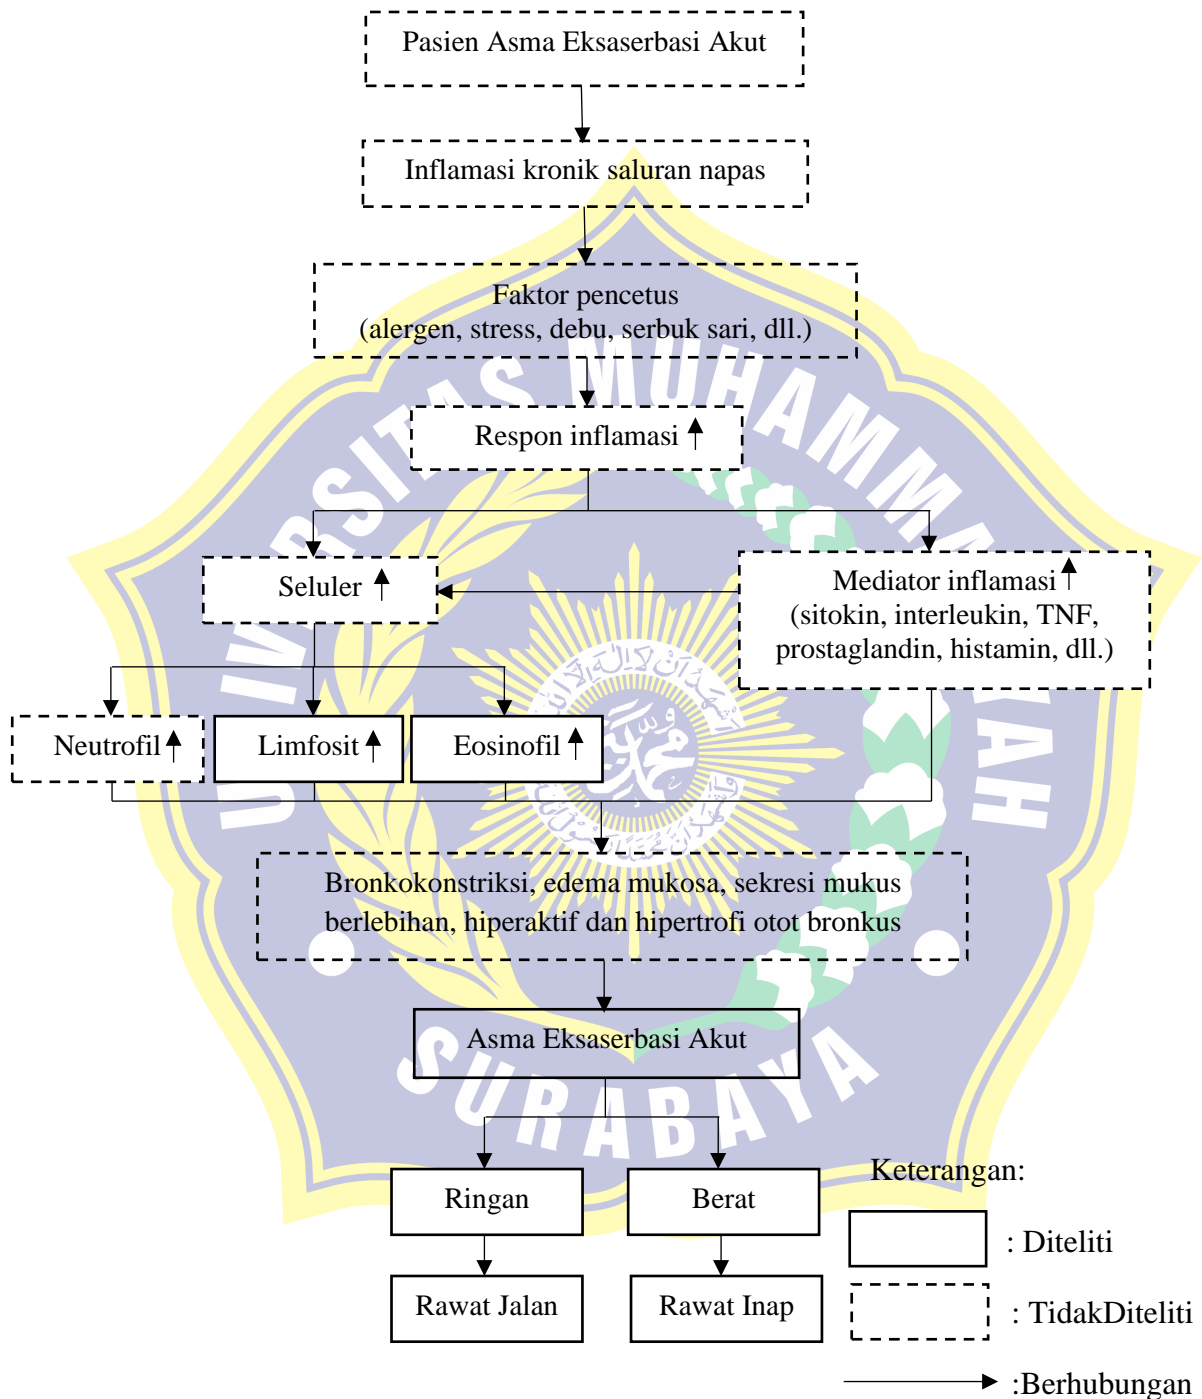 Pasien Asma Eksaserbasi Akut
Inflamasi kronik saluran napas
Faktor pencetus
(alergen, stress, debu, serbuk sari, dll.)
Respon inflamasi
Seluler
Mediator inflamasi
(sitokin, interleukin, TNF,
prostaglandin, histamin, dll.)
Neutrofil
Limfosit
Eosinofil
Bronkokonstriksi, edema mukosa, sekresi mukus
berlebihan, hiperaktif dan hipertrofi otot bronkus
Asma Eksaserbasi Akut
Ringan
Berat
Rawat Jalan
Rawat Inap
Keterangan:
: Diteliti
: TidakDiteliti
:Berhubungan
SURABAYA